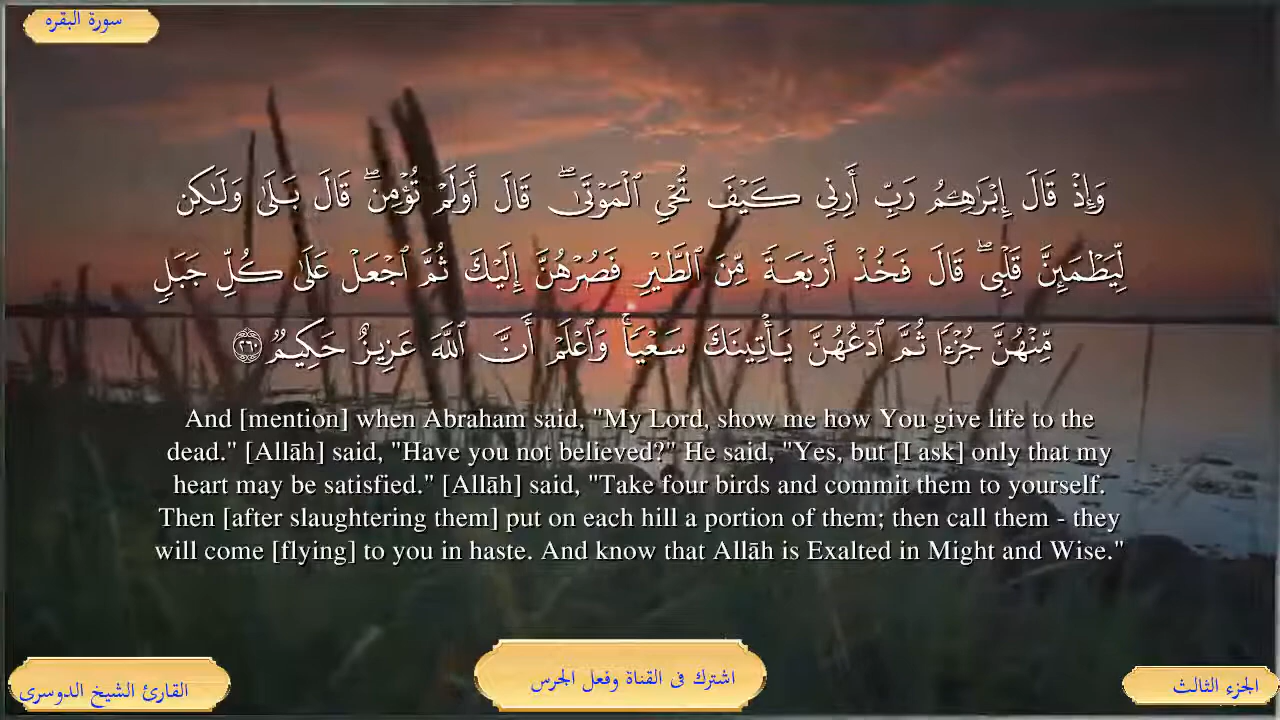 سورة البقره
وَإِذْ قَالَ إِبْرَٰهِـۧمُ رَبِّ أَرِنِى كَيْفَ تُحْىِ ٱلْمَوْتَىٰ ۖ قَالَ أَوَلَمْ تُؤْمِن ۖ قَالَ بَلَىٰ وَلَٰكِن
لِّيَطْمَئِنَّ قَلْبِى ۖ قَالَ فَخُذْ أَرْبَعَةً مِّنَ ٱلطَّيْرِ فَصُرْهُنَّ إِلَيْكَ ثُمَّ ٱجْعَلْ عَلَىٰ كُلِّ جَبَلٍ
مِّنْهُنَّ جُزْءًا ثُمَّ ٱدْعُهُنَّ يَأْتِينَكَ سَعْيًا ۚ وَٱعْلَمْ أَنَّ ٱللَّهَ عَزِيزٌ حَكِيمٌ ٢٦٠
And [mention] when Abraham said, "My Lord, show me how You give life to the
dead." [Allāh] said, "Have you not believed?" He said, "Yes, but [I ask] only that my
heart may be satisfied." [Allāh] said, "Take four birds and commit them to yourself.
Then [after slaughtering them] put on each hill a portion of them; then call them - they
will come [flying] to you in haste. And know that Allāh is Exalted in Might and Wise."
الجزء الثالث
اشترك فى القناة وفعل الجرس
القارئ الشيخ الدوسرى